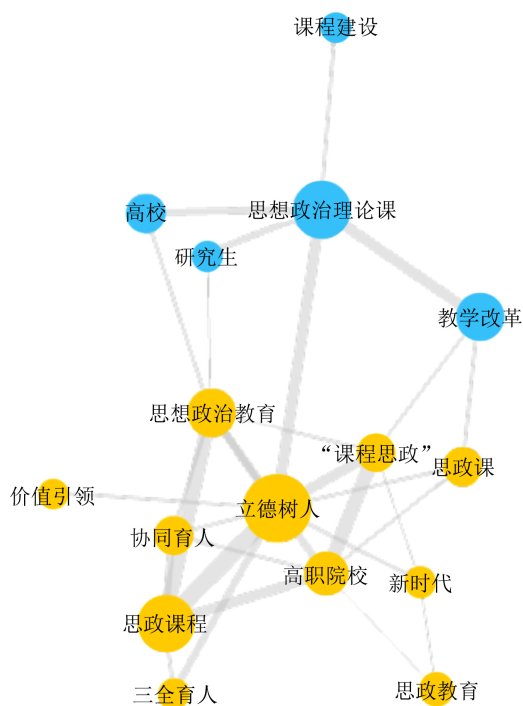 课程建设
高校
思想政治理论课
研究生
教学改革
思想政治教育
“课程思政”
思政课
价值引领
立德树人
协同育人
高职院校
新时代
思政课程
三全育人
思政教育